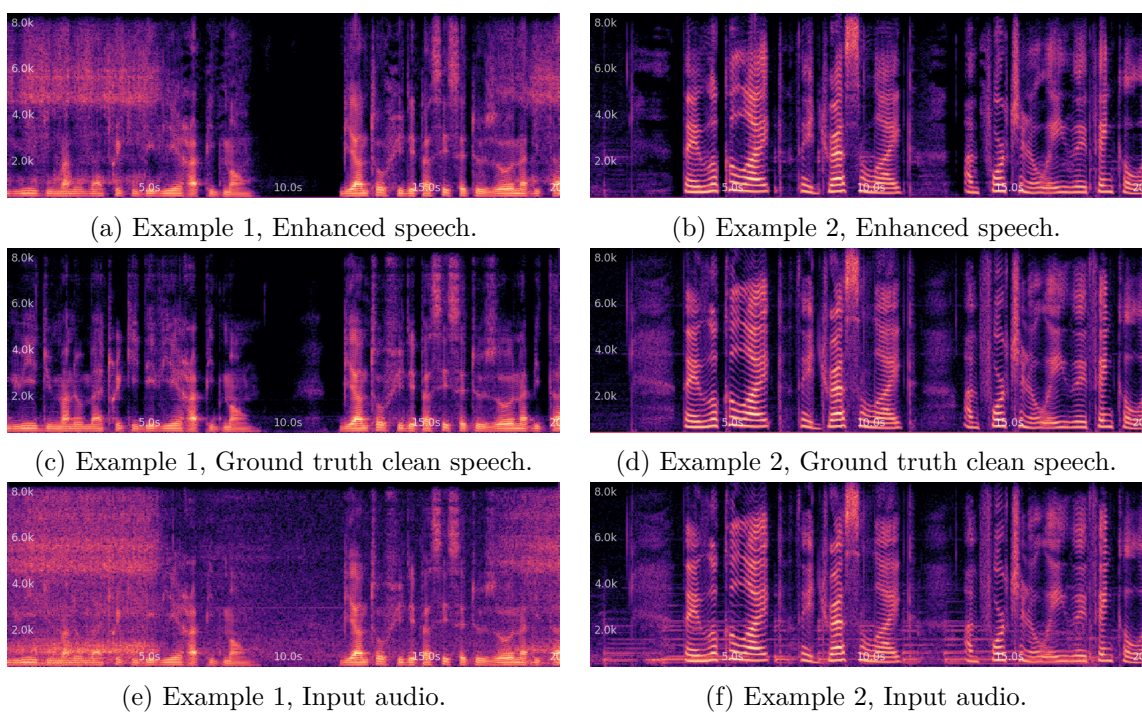 8.0k
6.0k
4.0k
2.0k
5.0s
10.0s
15.0s
8.0k
6.0k
4.0k
2.0k
5.0s
10.0s
15.0s
20
(a) Example 1, Enhanced speech.
(b) Example 2, Enhanced speech.
8.0k
6.0k
4.0k
2.0k
5.0s
10.0s
15.0s
8.0k
6.0k
4.0k
2.0k
5.0s
10.0s
15.0s
20
(c) Example 1, Ground truth clean speech.
(d) Example 2, Ground truth clean speech.
8.0k
6.0k
4.0k
2.0k
5.0s
10.0s
15.0s
8.0k
6.0k
4.0k
2.0k
5.0s
10.0s
15.0s
20
(e) Example 1, Input audio.
(f) Example 2, Input audio.